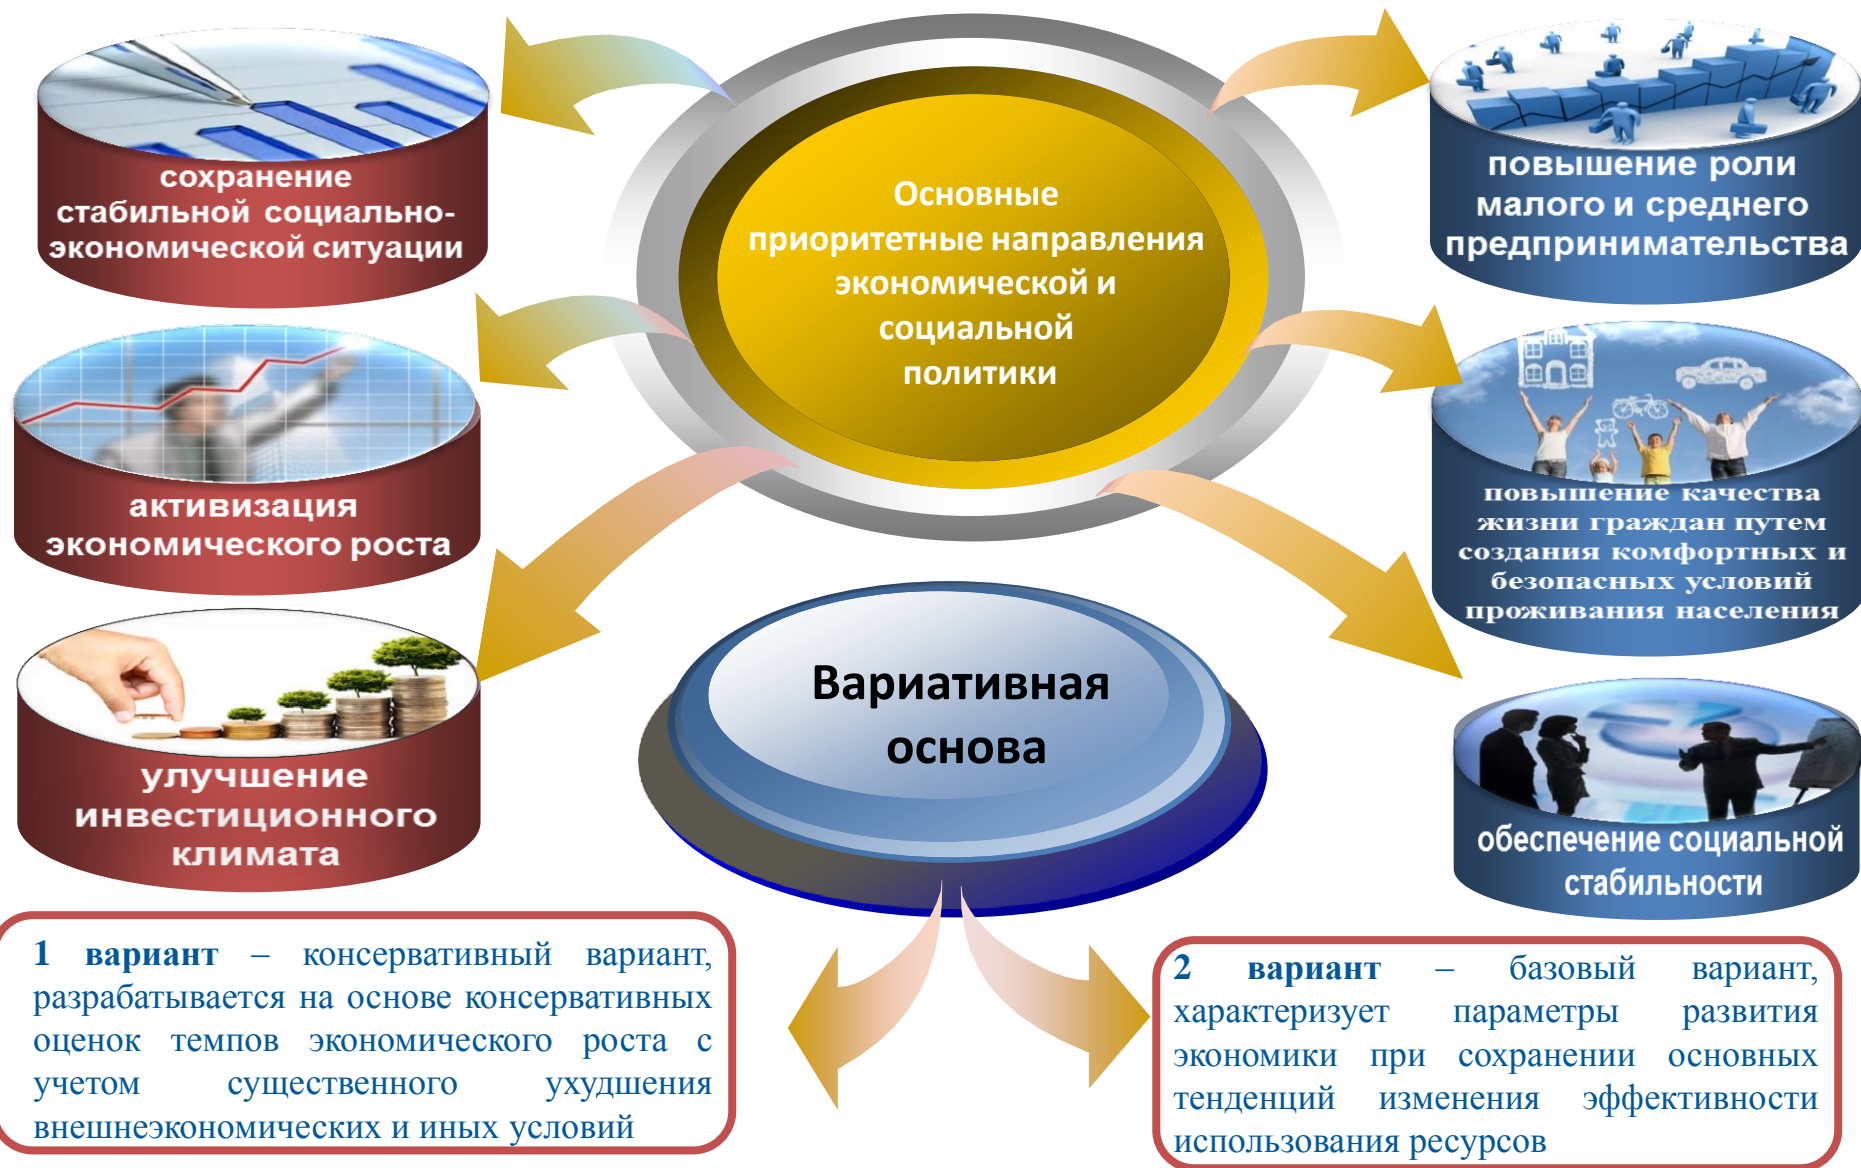 Основные
приоритетные направления
экономической и
социальной
политики
сохранение
стабильной социально-
экономической ситуации
активизация
экономического роста
улучшение
инвестиционного
климата
повышение роли
малого и среднего
предпринимательства
повышение качества
жизни граждан путем
создания комфортных и
безопасных условий
проживания населения
обеспечение социальной
стабильности
Вариативная
основа
1 вариант – консервативный вариант,
разрабатывается на основе консервативных
оценок темпов экономического роста с
учетом существенного ухудшения
внешнеэкономических и иных условий
2 вариант – базовый вариант,
характеризует параметры развития
экономики при сохранении основных
тенденций изменения эффективности
использования ресурсов